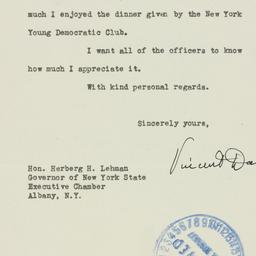 much I enjoyed the dinner given by the New York
Young Democratic Club.
I want all of the officers to know
how much I appreciate it.
With kind personal regards.
Sincerely yours,
Vincent
Hon. Herberg H. Lehman
Governor of New York State
Executive Chamber
Albany, N.Y.